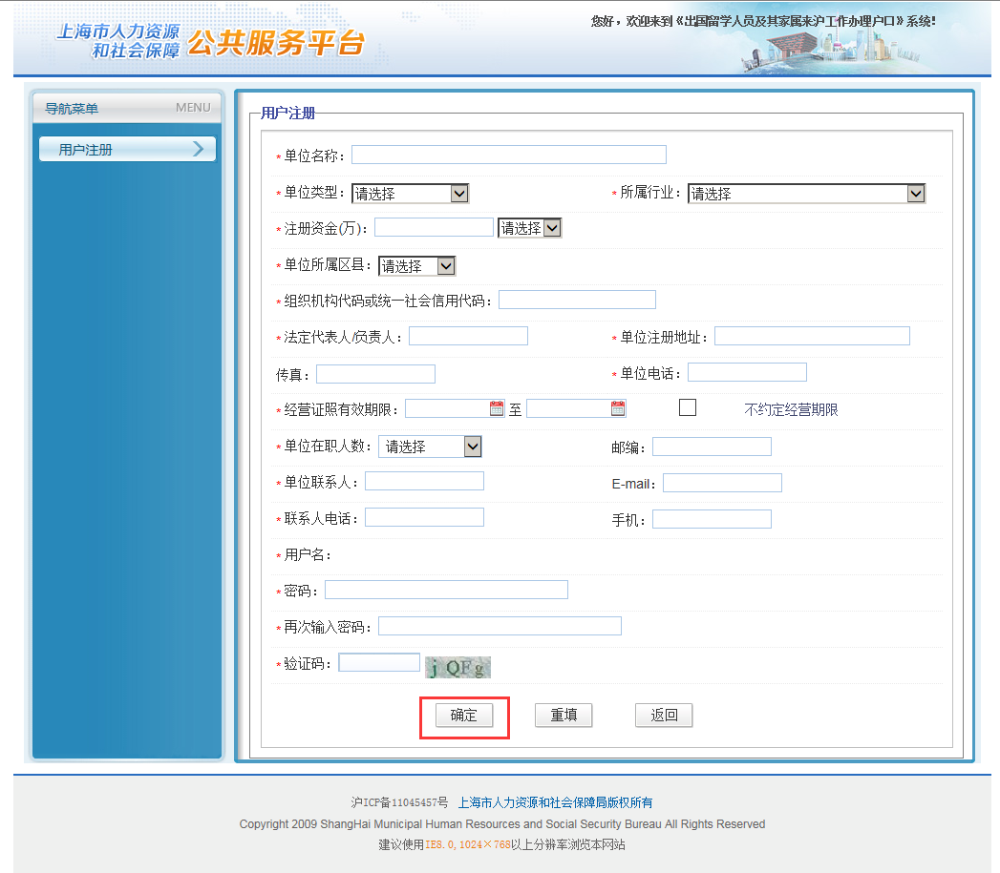 上海市人力资源
和社会保障 公共服务平台
您好，欢迎来到《出国留学人员及其家属来沪工作办理户口》系统！
导航菜单 MENU
用户注册
用户注册
*单位名称：
*单位类型： 请选择 *所属行业： 请选择
*注册资金(万)： 请选择
*单位所属区县： 请选择
*组织机构代码或统一社会信用代码：
*法定代表人/负责人： *单位注册地址：
传真： *单位电话：
*经营证照有效期限： 至 不约定经营期限
*单位在职人数： 请选择 邮编：
*单位联系人： E-mail：
*联系人电话： 手机：
*用户名：
*密码：
*再次输入密码：
*验证码： jQFg
确定 重填 返回
沪ICP备11045457号 上海市人力资源和社会保障局版权所有
Copyright 2009 ShangHai Municipal Human Resources and Social Security Bureau All Rights Reserved
建议使用IE8.0,1024×768以上分辨率浏览本网站